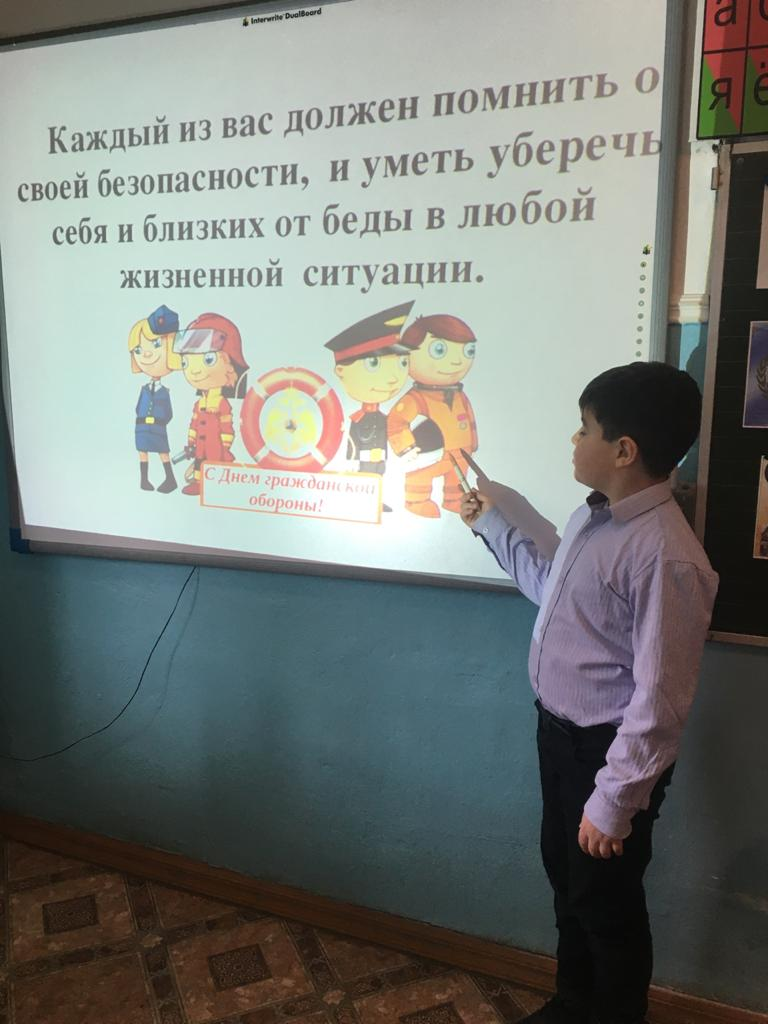 Interwrite DualBoard
Каждый из вас должен помнить о
своей безопасности, и уметь уберечь
себя и близких от беды в любой
жизненной ситуации.
С Днем гражданской
обороны!
а
я ё